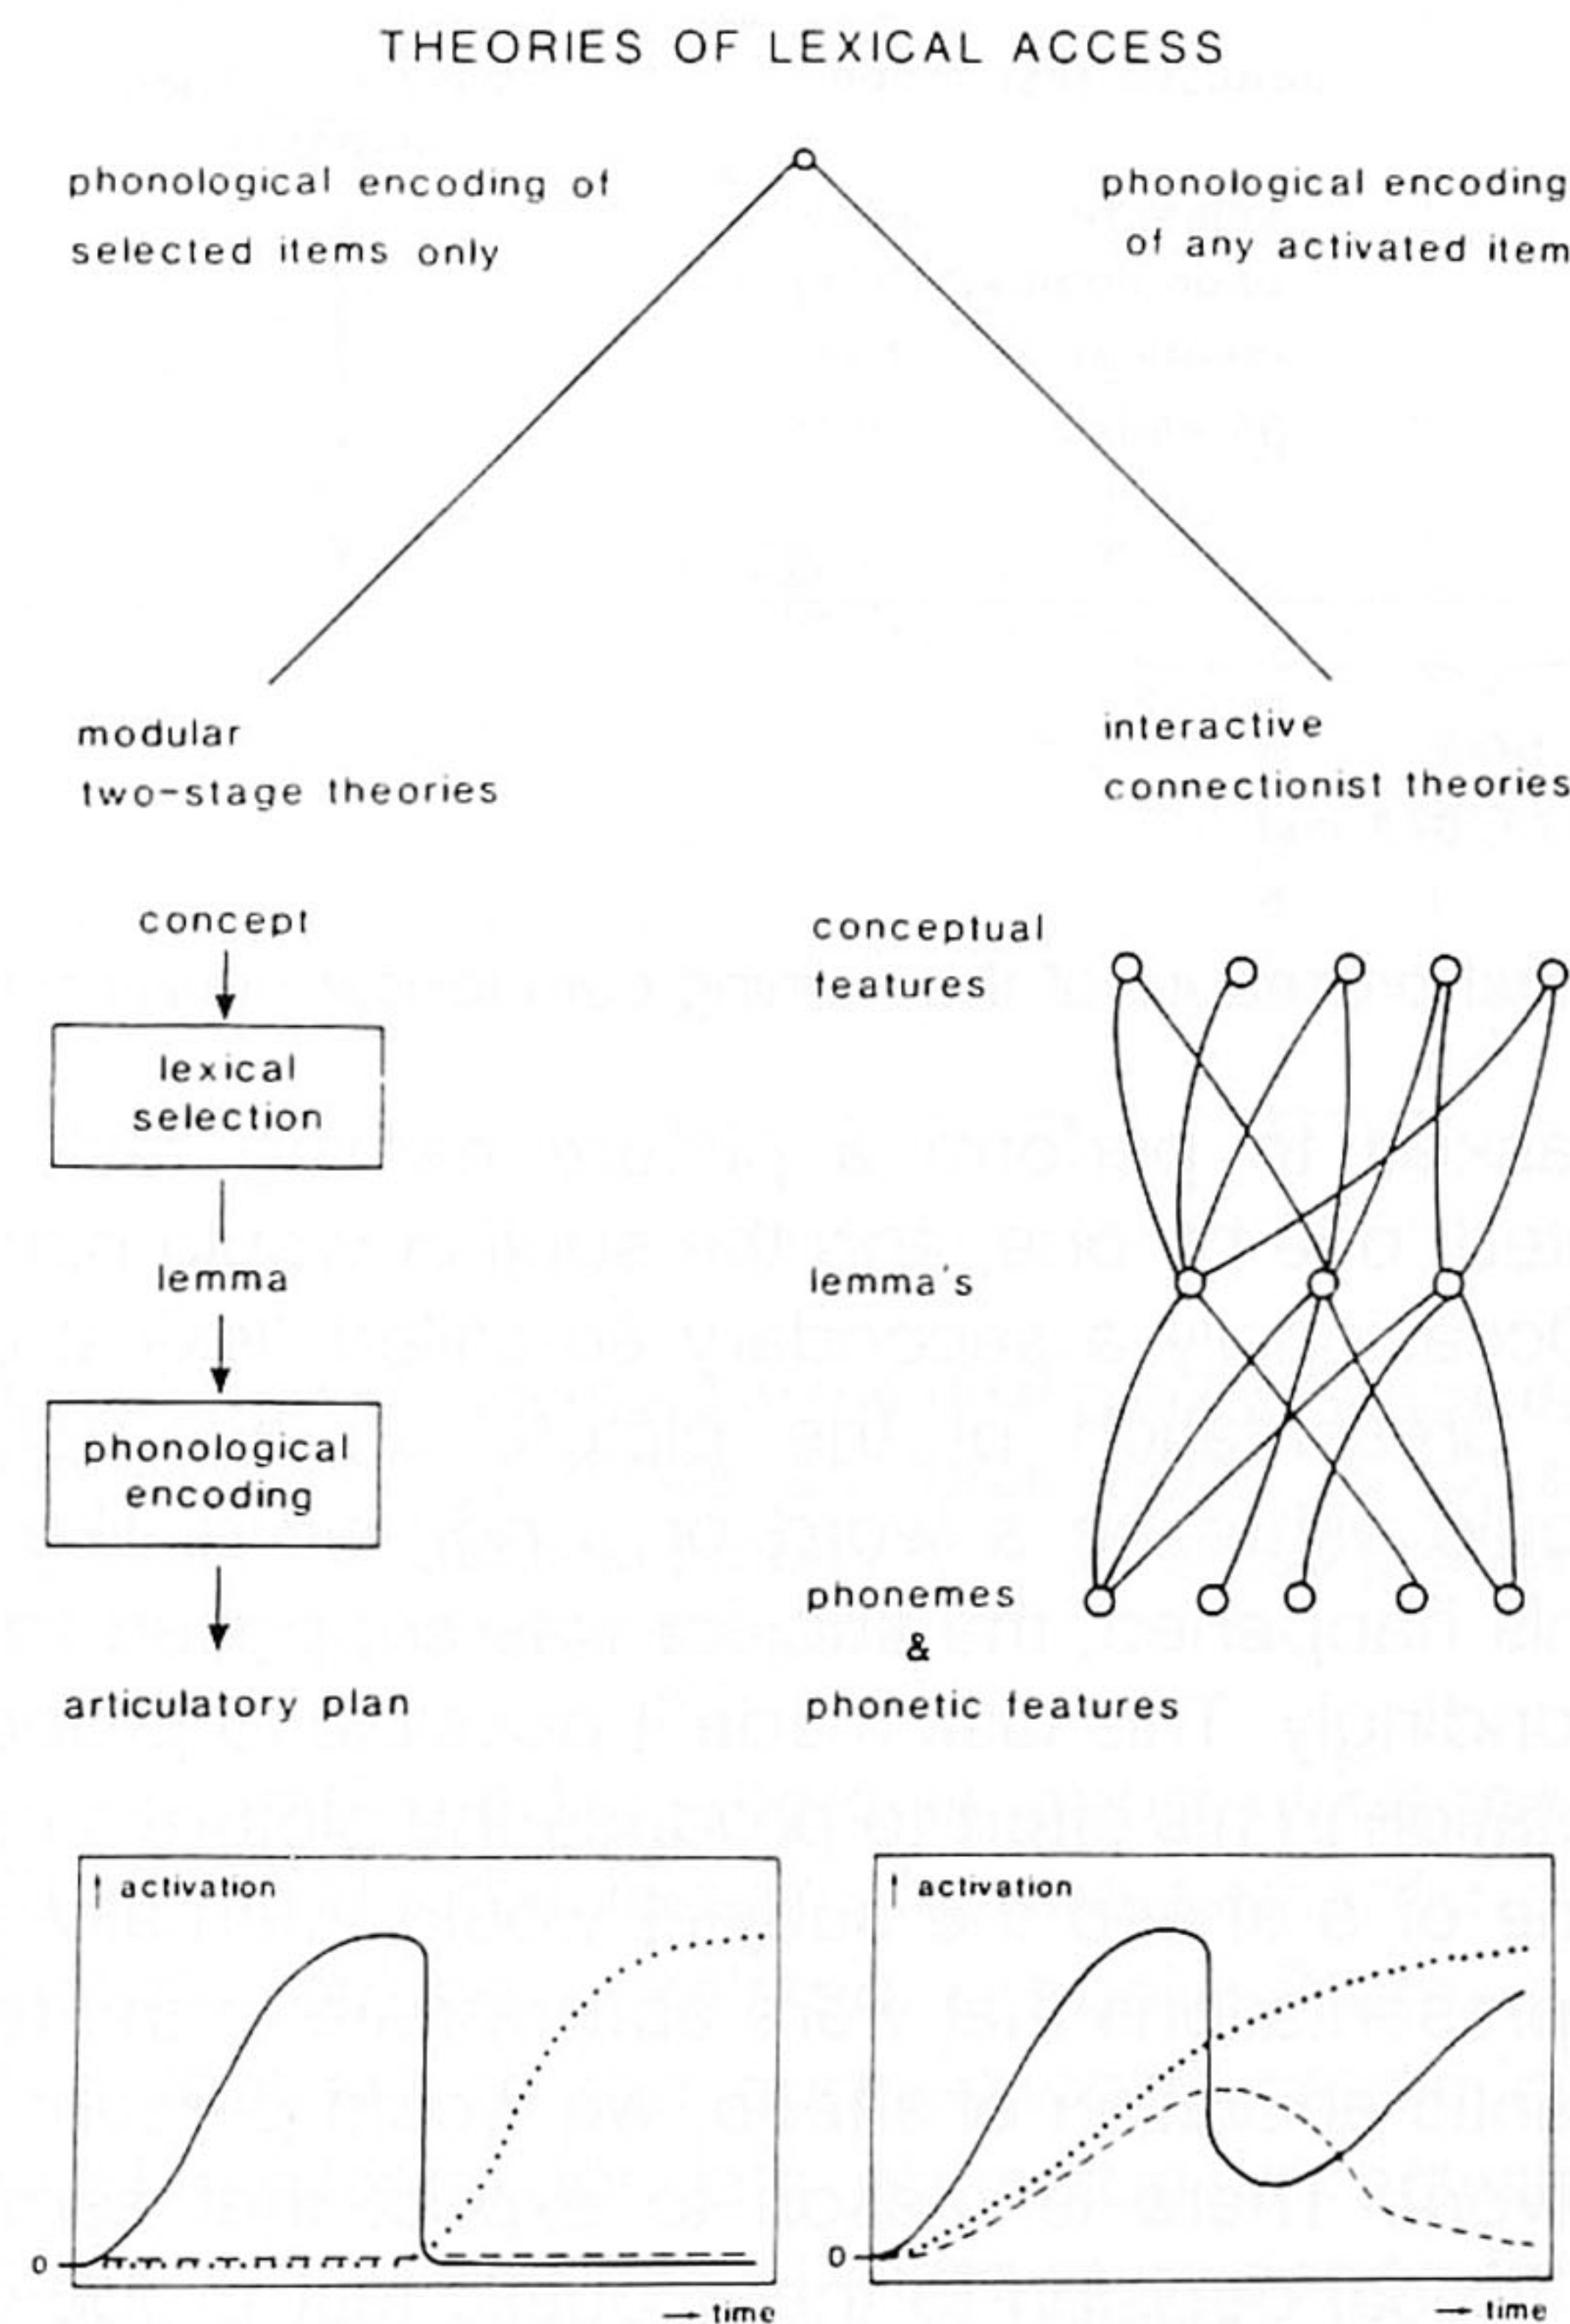 THEORIES OF LEXICAL ACCESS
phonological encoding of
selected items only
phonological encoding
of any activated item
modular
two-stage theories
interactive
connectionist theories
concept
lexical
selection
lemma
phonological
encoding
articulatory plan
conceptual
features
lemma's
phonemes
&
phonetic features
activation
0
time
activation
0
time